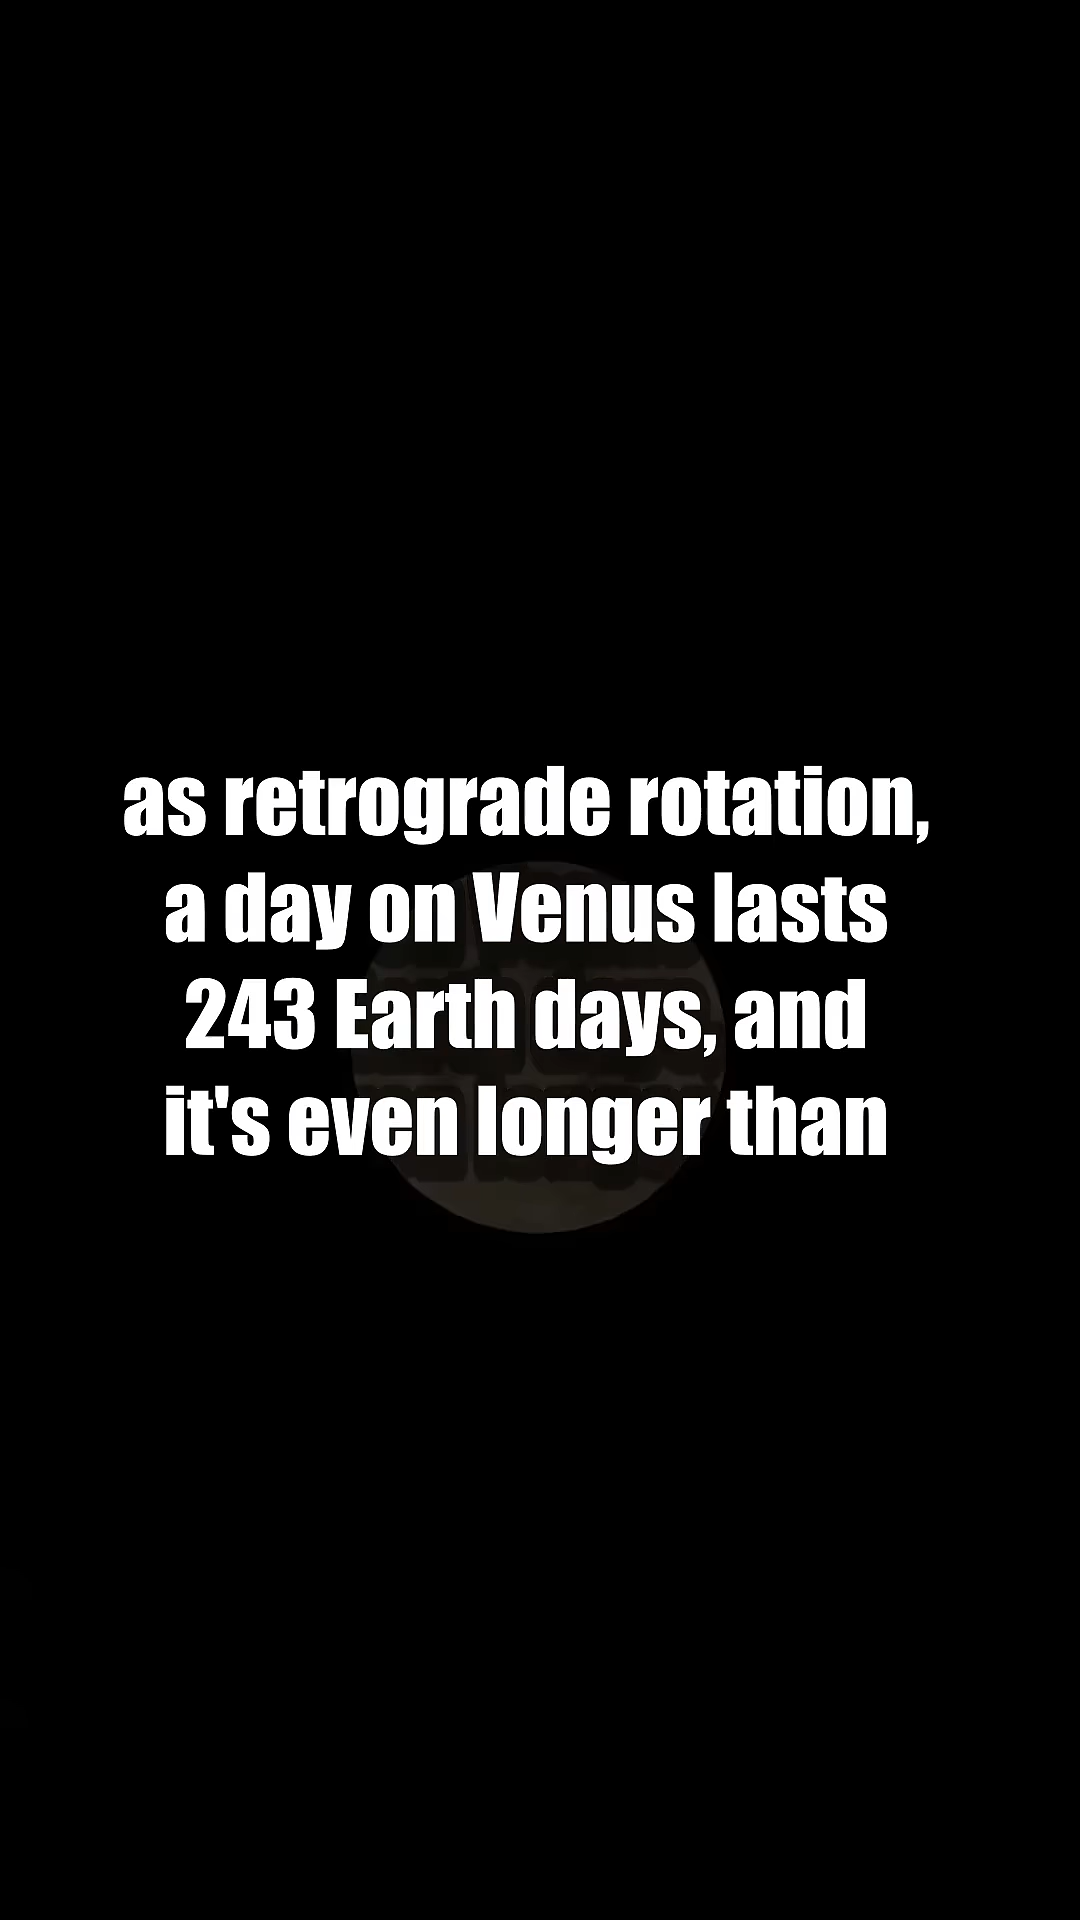 as retrograde rotation,
a day on Venus lasts
243 Earth days, and
it's even longer than